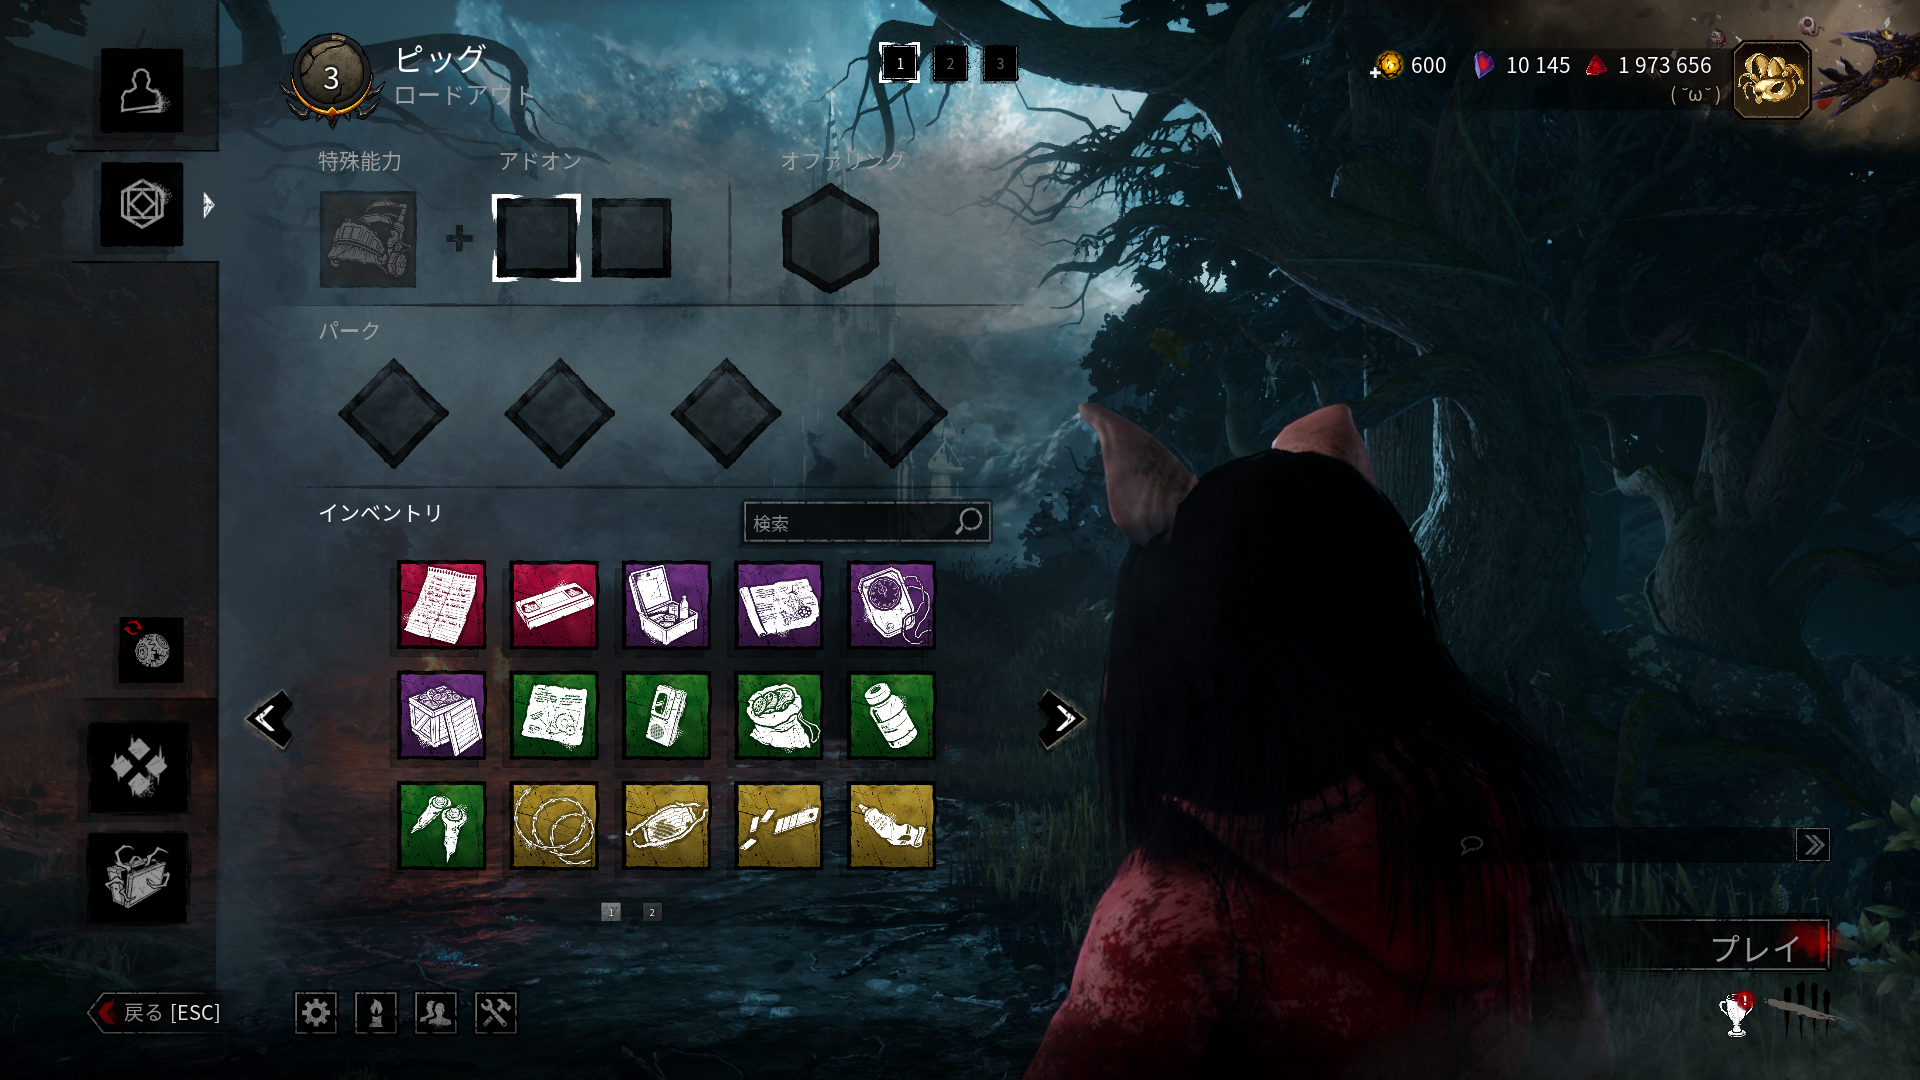 3
ピッグ
ロードアウト
1 2 3
600
10 145
1 973 656
( ˘ω˘ )
特殊能力
アドオン
オファリング
パーク
インベントリ
検索
1 2
プレイ
戻る [ESC]